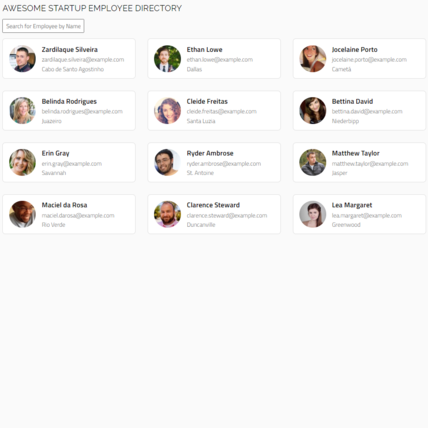 AWESOME STARTUP EMPLOYEE DIRECTORY
Search for Employee by Name
Zardilaque Silveira
zardilaque.silveira@example.com
Cabo de Santo Agostinho
Ethan Lowe
ethan.lowe@example.com
Dallas
Jocelaine Porto
jocelaine.porto@example.com
Cametá
Belinda Rodrigues
belinda.rodrigues@example.com
Juazeiro
Cleide Freitas
cleide.freitas@example.com
Santa Luzia
Bettina David
bettina.david@example.com
Erin Gray
erin.gray@example.com
Savannah
Ryder Ambrose
ryder.ambrose@example.com
St. Antoine
Matthew Taylor
matthew.taylor@example.com
Jasper
Maciel da Rosa
maciel.darosa@example.com
Rio Verde
Clarence Steward
clarence.steward@example.com
Duncanville
Lea Margaret
lea.margaret@example.com
Greenwood